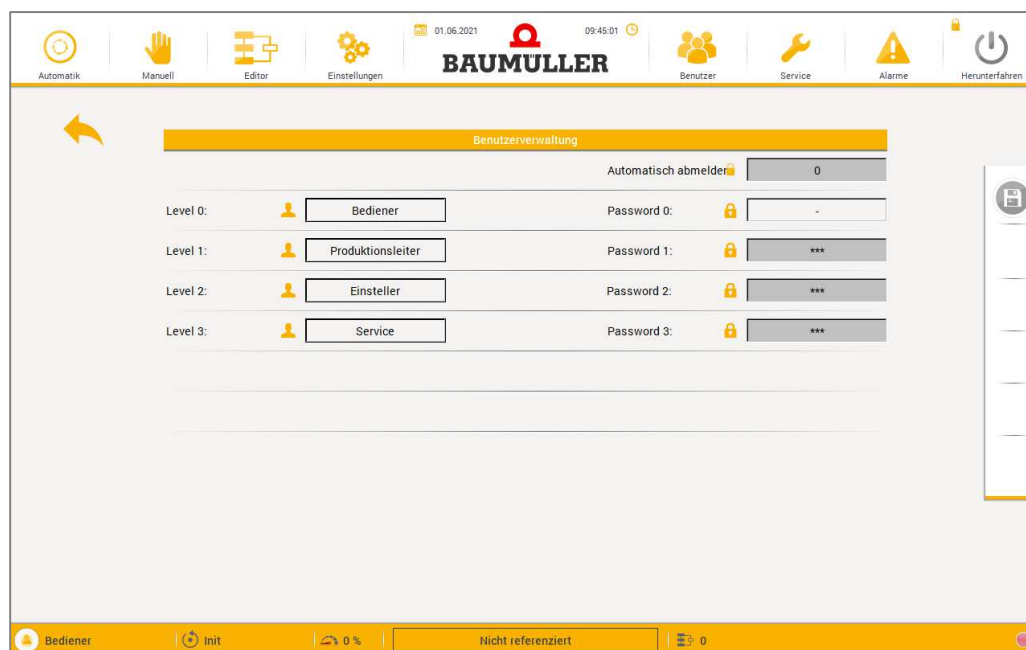 01.06.2021 09:45:01
BAUMULLER
Automatik Manuell Editor Einstellungen Benutzer Service Alarme Herunterfahren
Benutzerverwaltung
Automatisch abmelden 0
Level 0: Bediener Password 0: -
Level 1: Produktionsleiter Password 1: ***
Level 2: Einsteller Password 2: ***
Level 3: Service Password 3: ***
Bediener Init 0 % Nicht referenziert 0